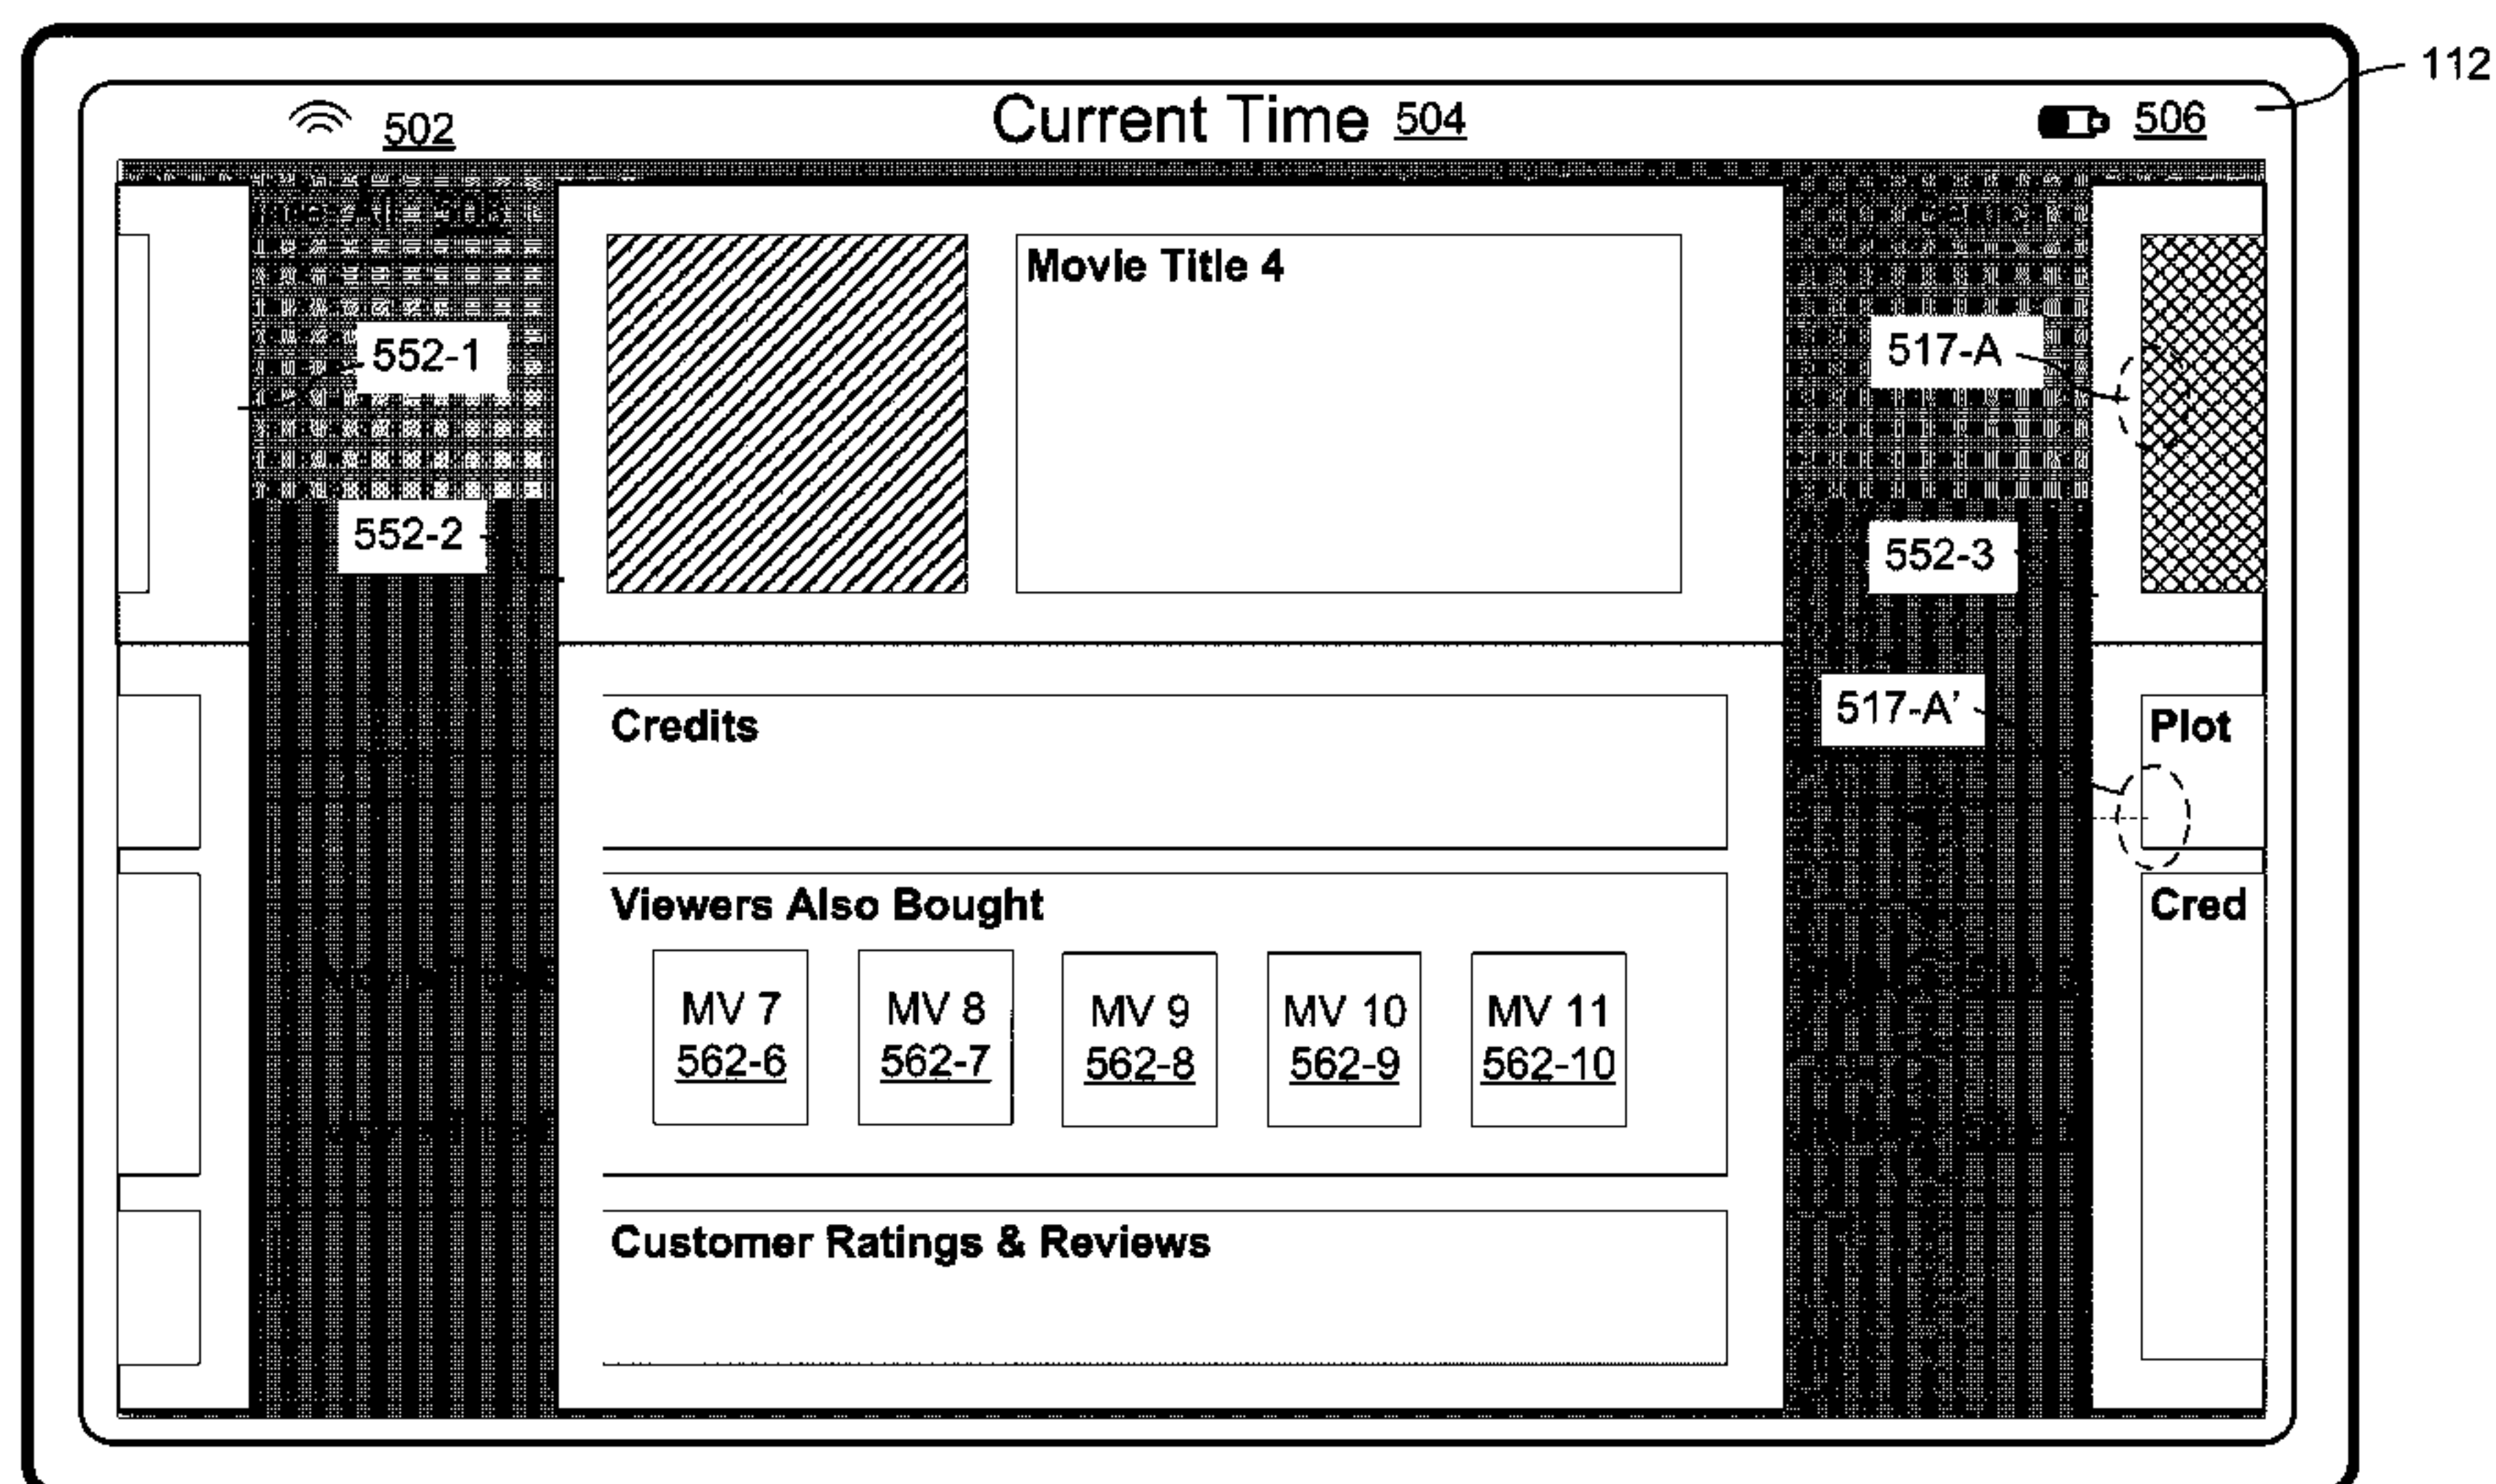 112
502
Current Time 504
506
Movie Title 4
552-1
517-A
552-2
552-3
517-A’
Credits
Plot
Viewers Also Bought
Cred
MV 7
562-6
MV 8
562-7
MV 9
562-8
MV 10
562-9
MV 11
562-10
Customer Ratings & Reviews